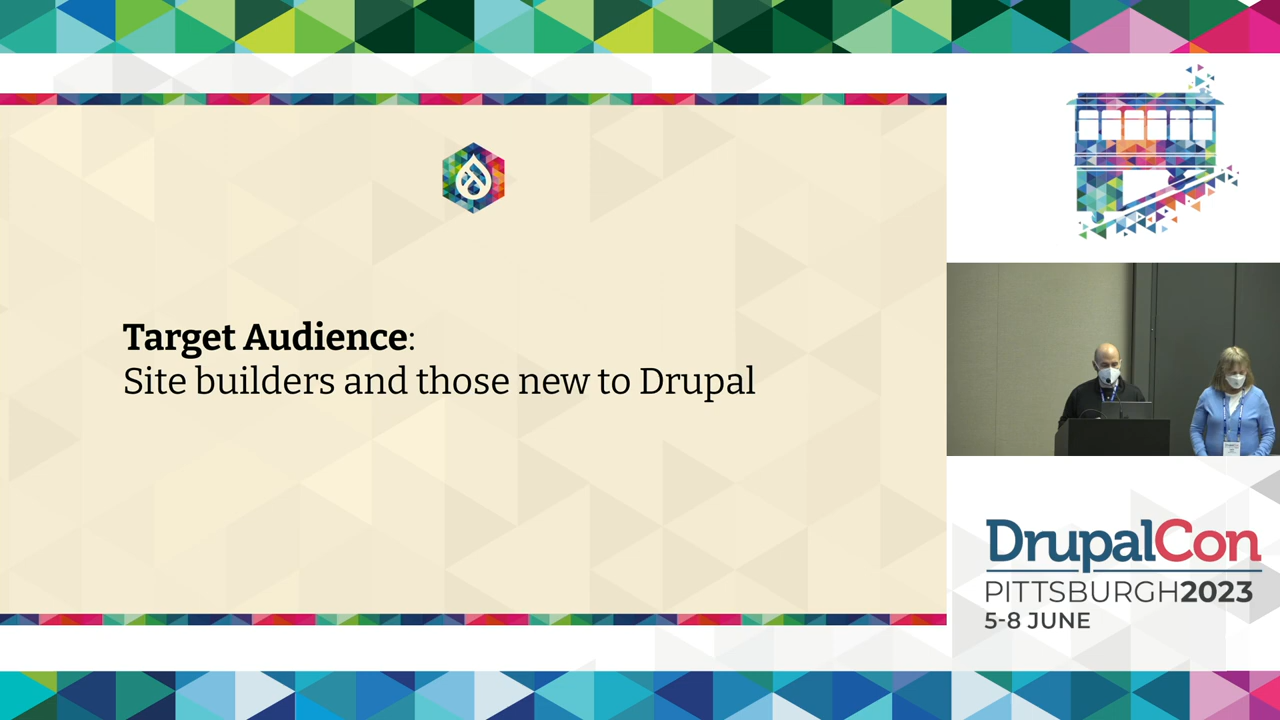 Target Audience:
Site builders and those new to Drupal
DrupalCon
PITTSBURGH2023
5-8 JUNE